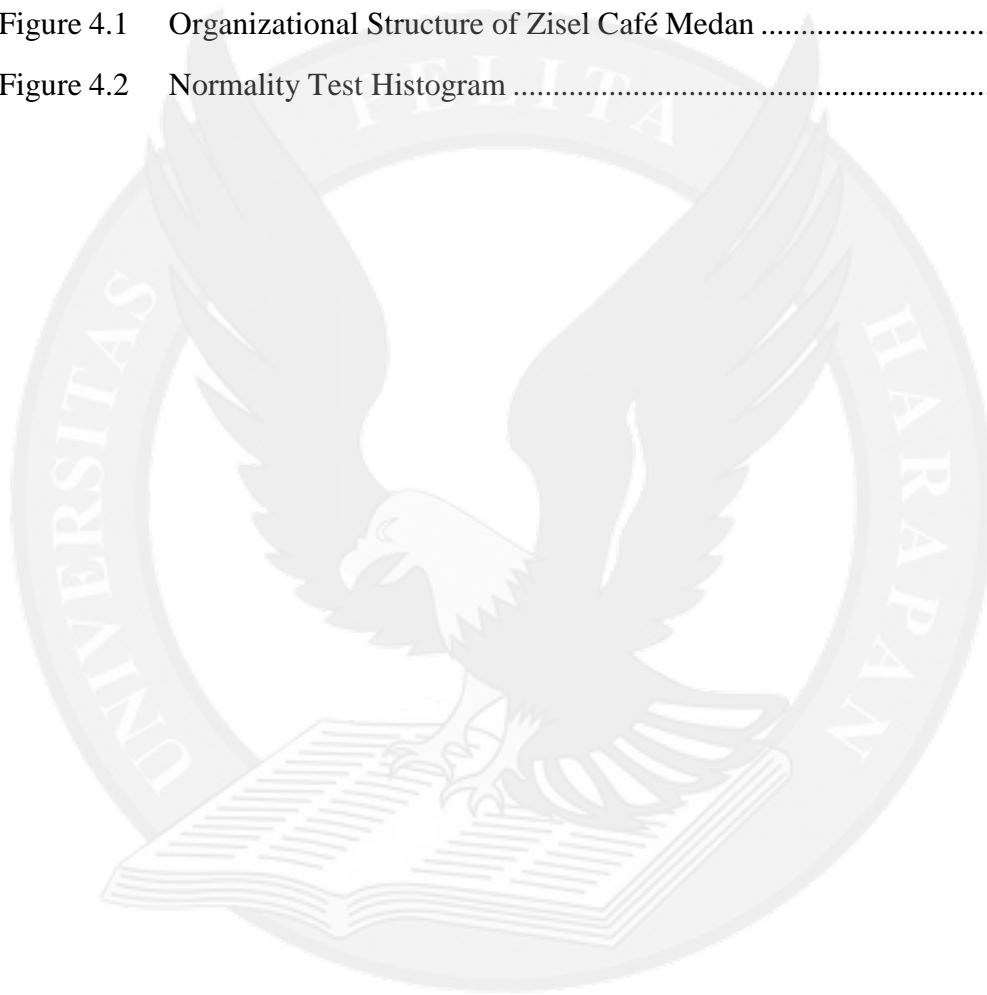 Figure 4.1 Organizational Structure of Zisel Café Medan ............................
Figure 4.2 Normality Test Histogram ..........................................................
UNIVERSITAS PELITA HARAPAN